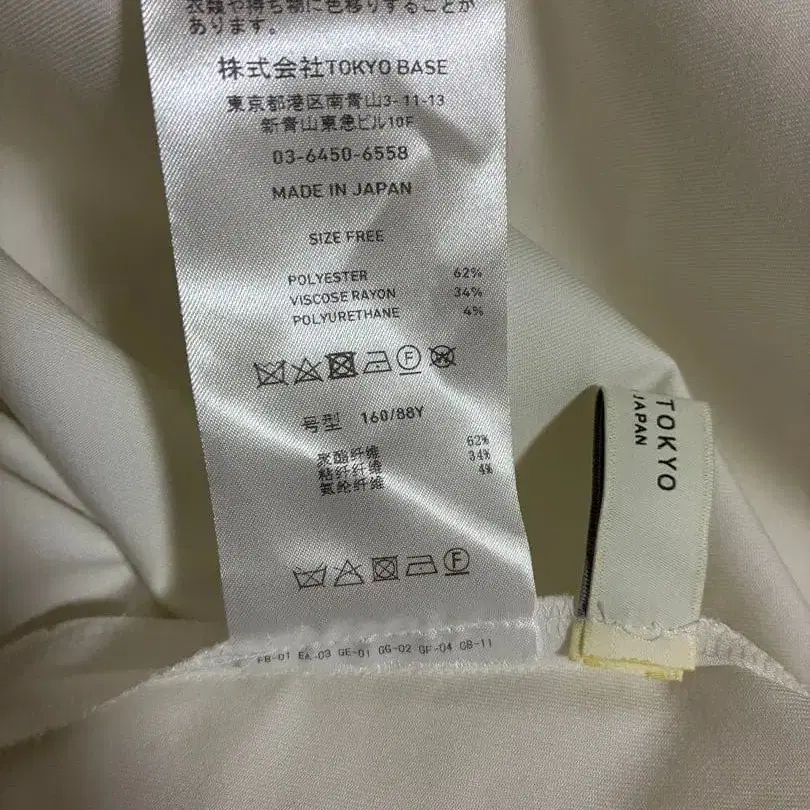 衣類や持ち物に色移りすることが
あります。
株式会社TOKYO BASE
東京都港区南青山3-11-13
新青山東急ビル10F
03-6450-6558
MADE IN JAPAN
SIZE FREE
POLYESTER 62%
VISCOSE RAYON 34%
POLYURETHANE 4%
F
W
号型 160/88Y
聚酯纤维 62%
粘纤纤维 34%
氨纶纤维 4%
F
FB-01 EA-03 GE-01 GG-02 GF-04 GB-11
TOKYO
JAPAN